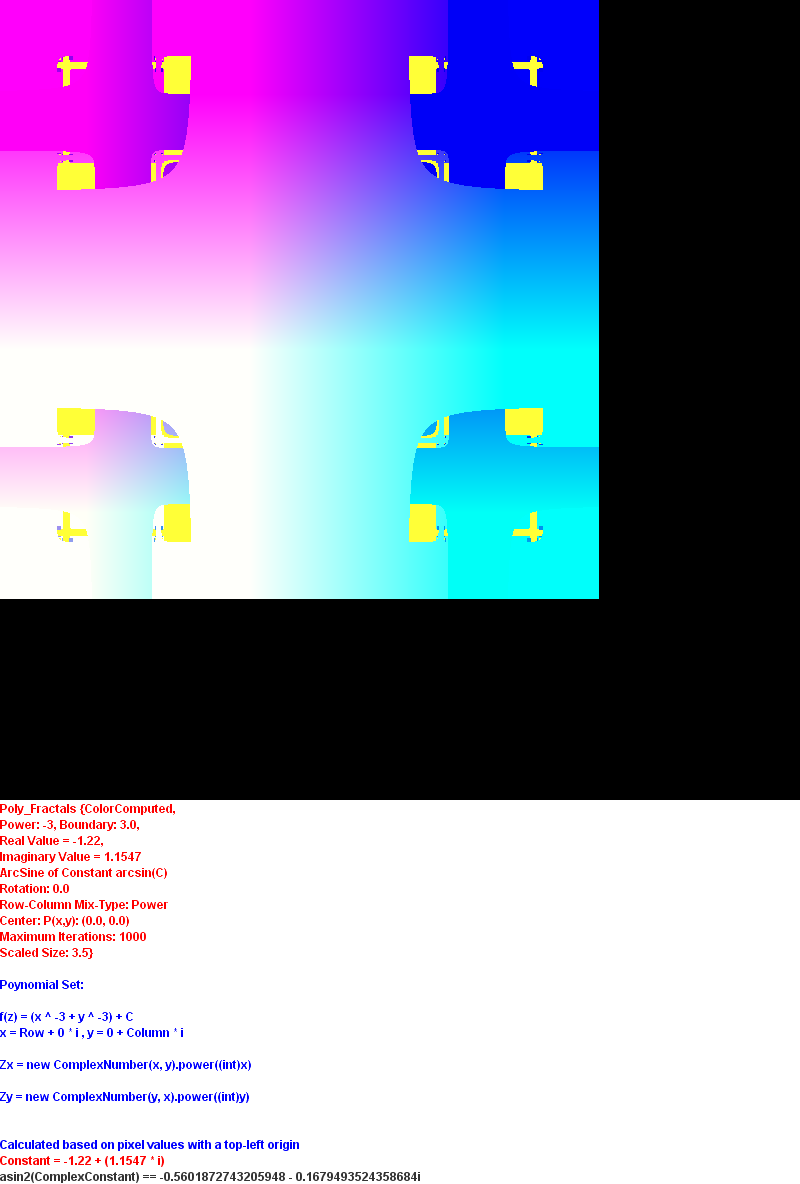 Poly_Fractals {ColorComputed,
Power: -3, Boundary: 3.0,
Real Value = -1.22,
Imaginary Value = 1.1547
ArcSine of Constant arcsin(C)
Rotation: 0.0
Row-Column Mix-Type: Power
Center: P(x,y): (0.0, 0.0)
Maximum Iterations: 1000
Scaled Size: 3.5}
Poynomial Set:
f(z) = (x ^ -3 + y ^ -3) + C
x = Row + 0 * i , y = 0 + Column * i
Zx = new ComplexNumber(x, y).power((int)x)
Zy = new ComplexNumber(y, x).power((int)y)
Calculated based on pixel values with a top-left origin
Constant = -1.22 + (1.1547 * i)
asin2(ComplexConstant) == -0.5601872743205948 - 0.1679493524358684i